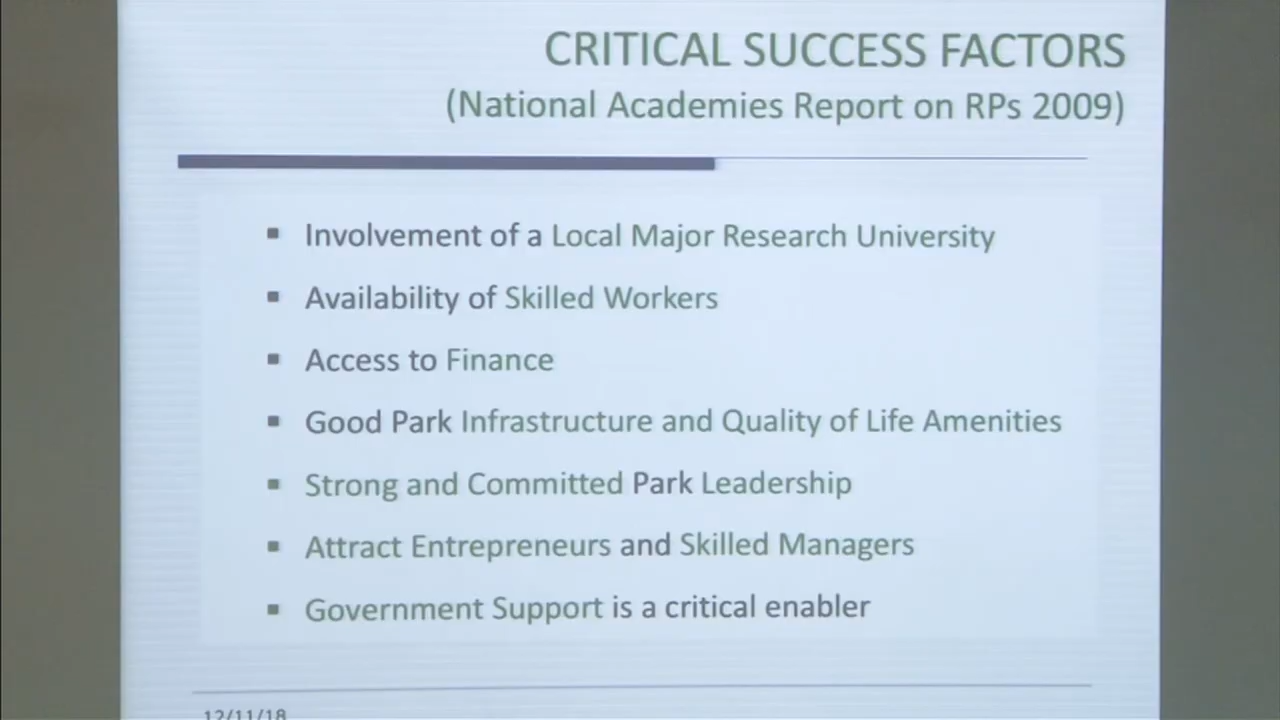 CRITICAL SUCCESS FACTORS
(National Academies Report on RPs 2009)
▪ Involvement of a Local Major Research University
▪ Availability of Skilled Workers
▪ Access to Finance
▪ Good Park Infrastructure and Quality of Life Amenities
▪ Strong and Committed Park Leadership
▪ Attract Entrepreneurs and Skilled Managers
▪ Government Support is a critical enabler
12/11/18